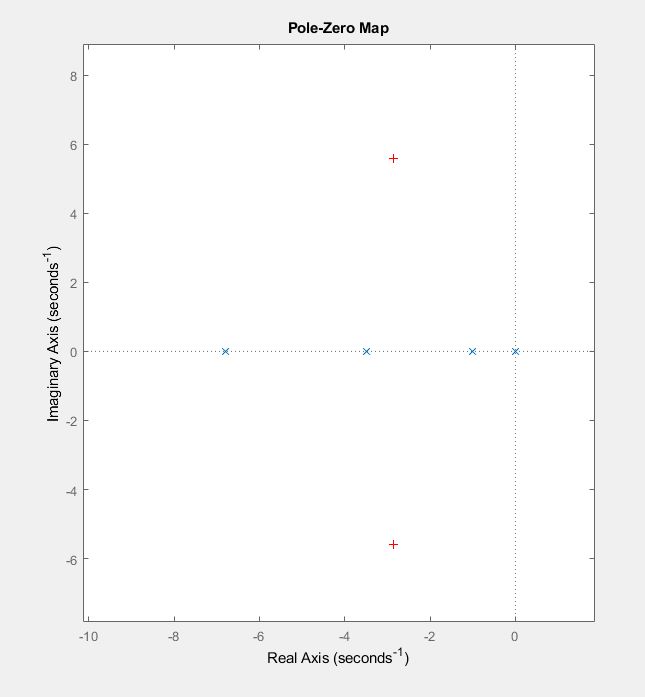 Pole-Zero Map
8
6
4
2
0
-2
-4
-6
Imaginary Axis (seconds⁻¹)
-10 -8 -6 -4 -2 0
Real Axis (seconds⁻¹)